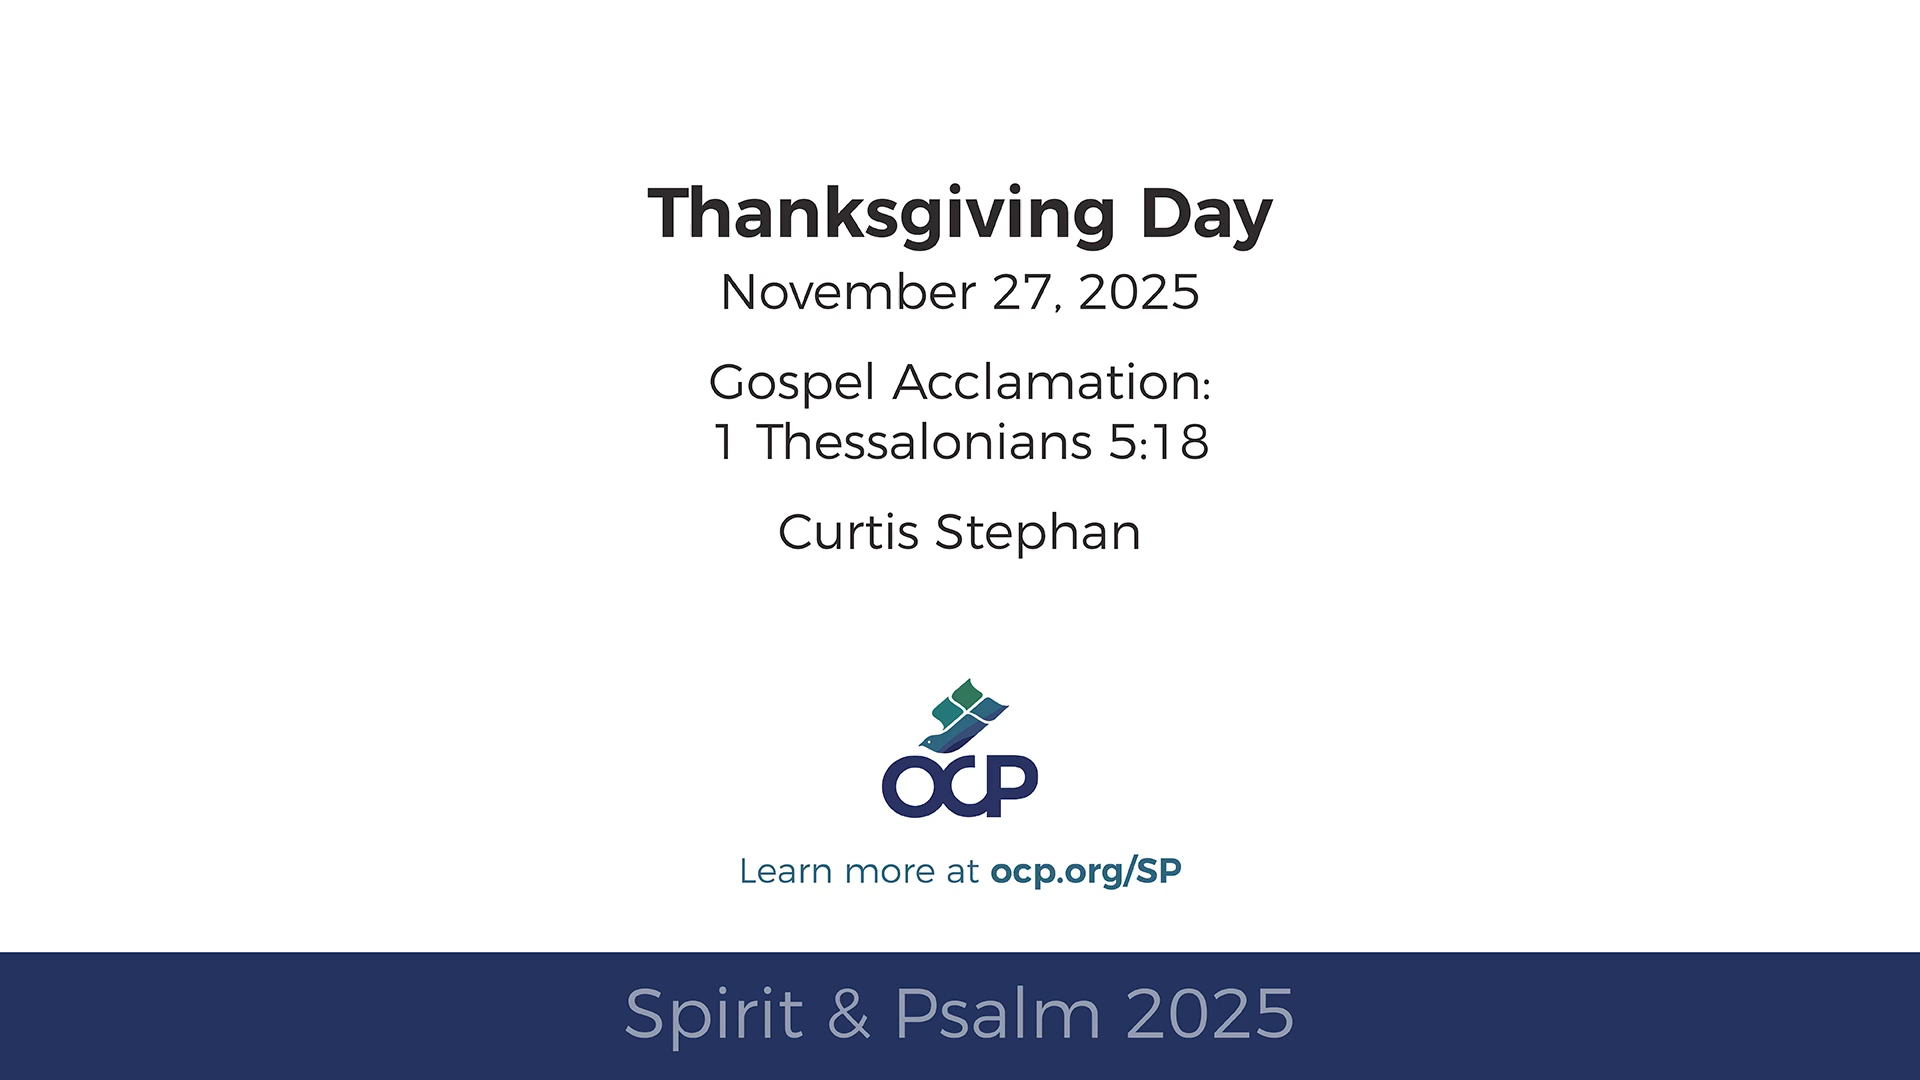 Thanksgiving Day
November 27, 2025
Gospel Acclamation:
1 Thessalonians 5:18
Curtis Stephan
OCP
Learn more at ocp.org/SP
Spirit & Psalm 2025